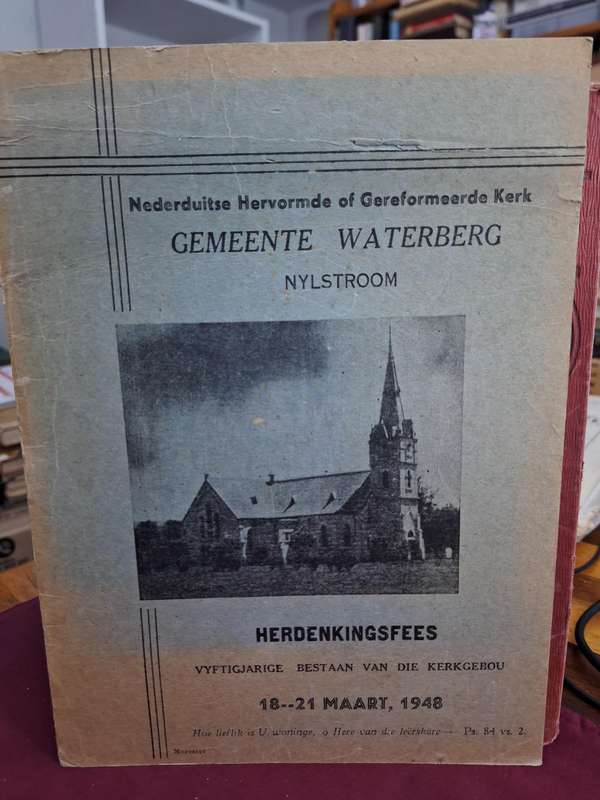 Nederduitse Hervormde of Gereformeerde Kerk
GEMEENTE WATERBERG
NYLSTROOM
HERDENKINGSFEES
VYFTIGJARIGE BESTAAN VAN DIE KERKGEBOU
18--21 MAART, 1948
Hoe lieflik is U woninge, o Here van die leërskare — Ps. 84 vs. 2.